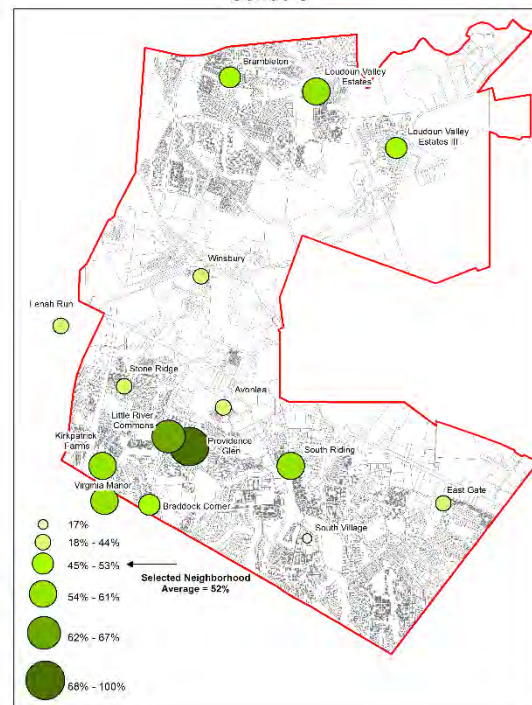 Brambleton
Loudoun Valley
Estates
Loudoun Valley
Estates III
Winsbury
Lenah Run
Stone Ridge
Avonlea
Little River
Commons
Kirkpatrick
Farms
Providence
Glen
South Riding
Virginia Manor
Braddock Corner
East Gate
South Village
17%
18% - 44%
45% - 53%
Selected Neighborhood
Average = 52%
54% - 61%
62% - 67%
68% - 100%